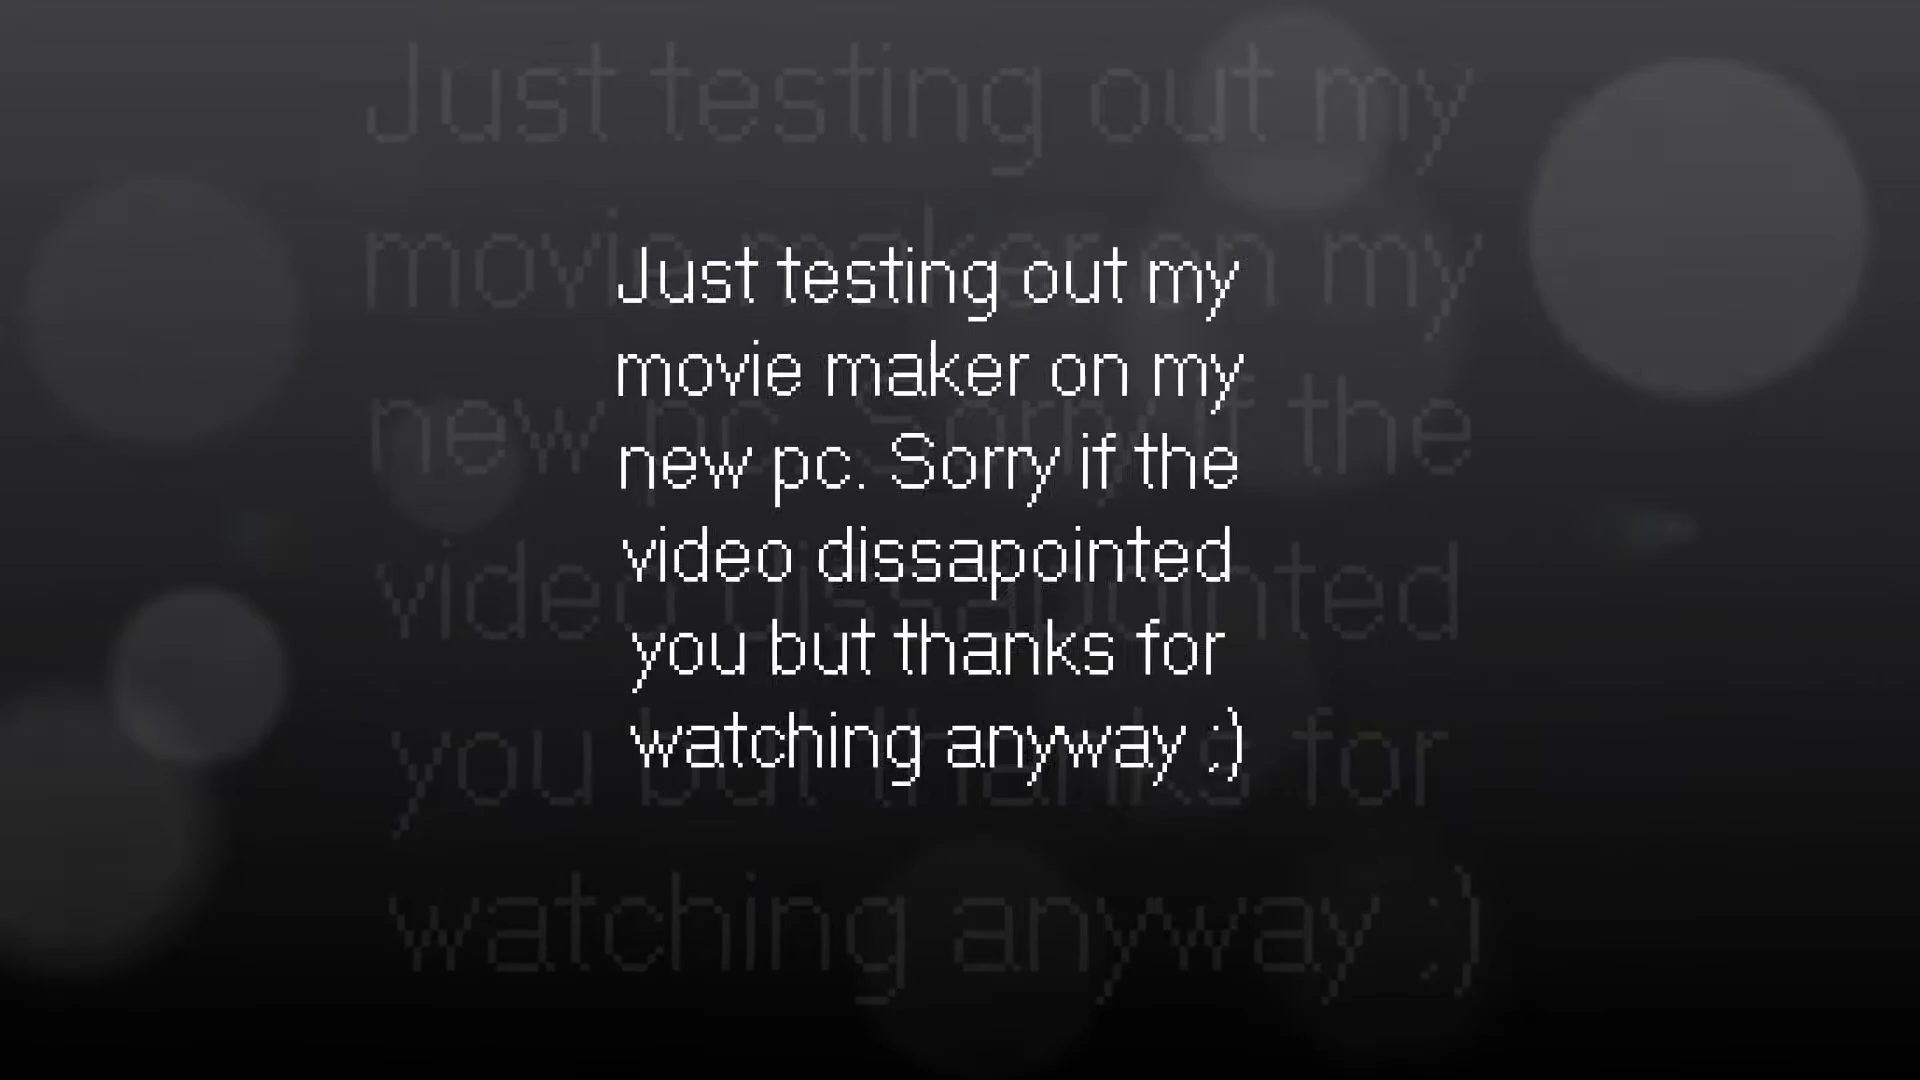 Just testing out my
movie maker on my
new pc. Sorry if the
video dissapointed
you but thanks for
watching anyway :)